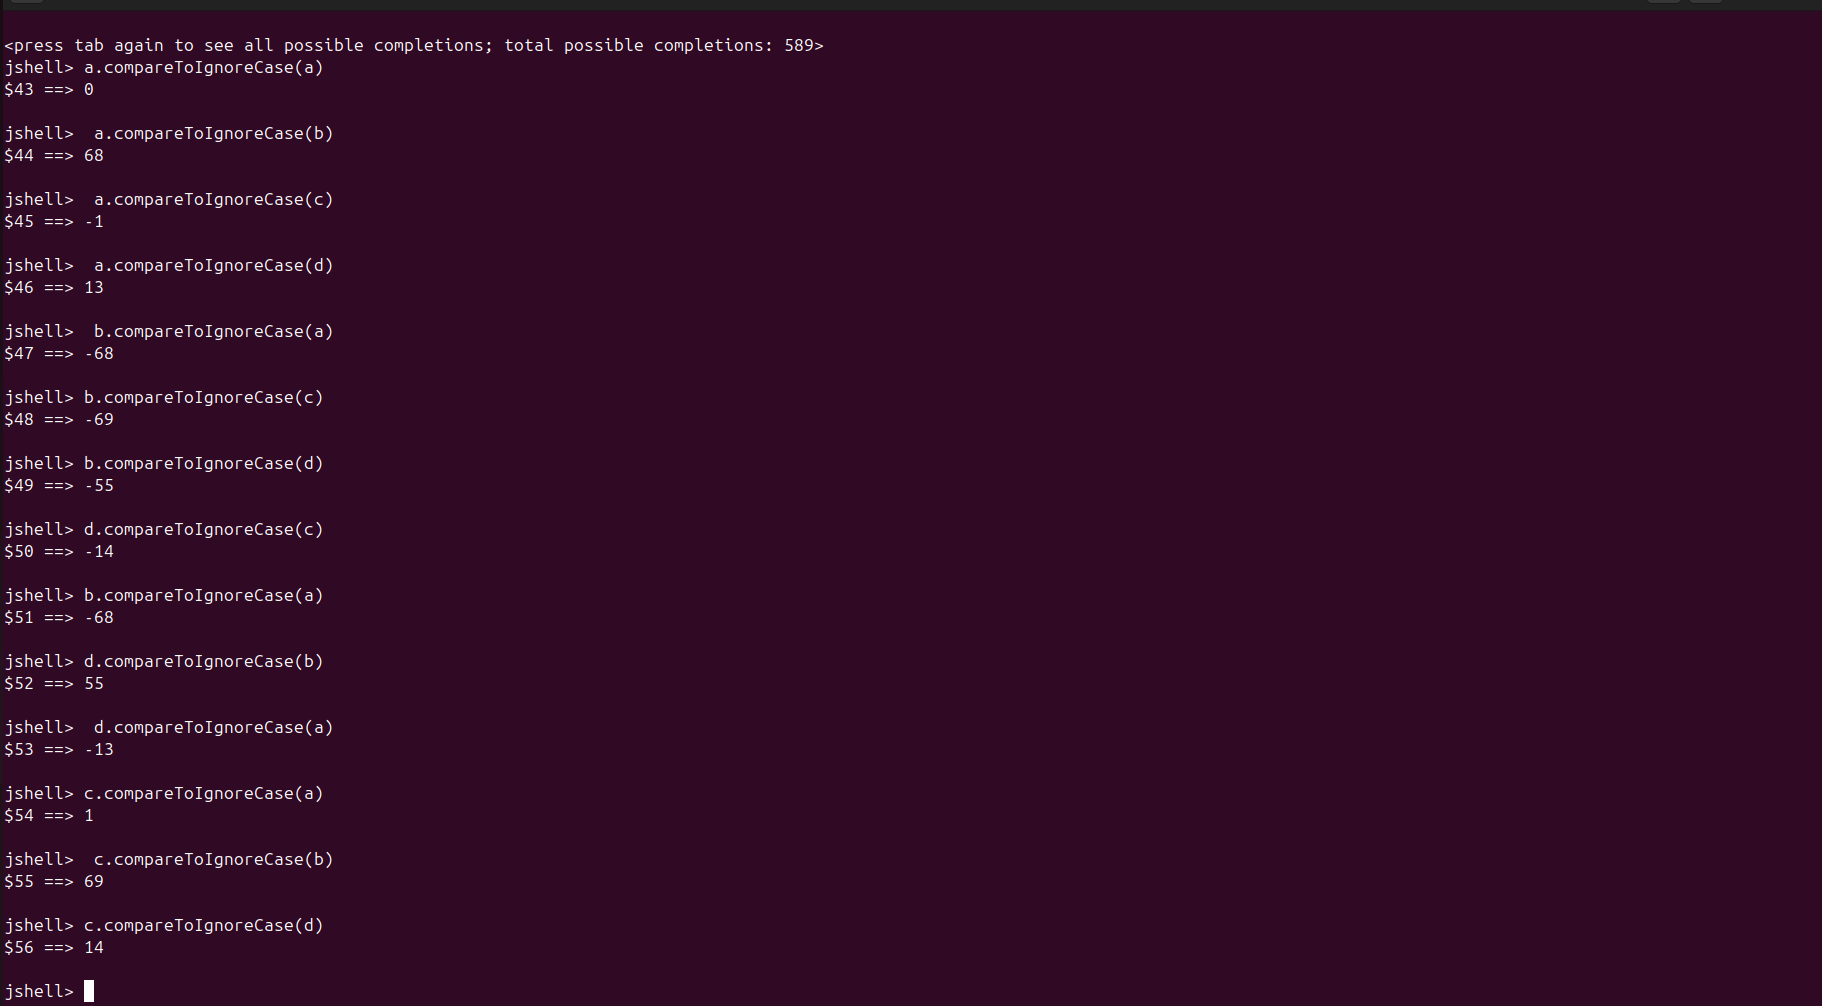 <press tab again to see all possible completions; total possible completions: 589>
jshell> a.compareToIgnoreCase(a)
$43 ==> 0
jshell>  a.compareToIgnoreCase(b)
$44 ==> 68
jshell>  a.compareToIgnoreCase(c)
$45 ==> -1
jshell>  a.compareToIgnoreCase(d)
$46 ==> 13
jshell>  b.compareToIgnoreCase(a)
$47 ==> -68
jshell> b.compareToIgnoreCase(c)
$48 ==> -69
jshell> b.compareToIgnoreCase(d)
$49 ==> -55
jshell> d.compareToIgnoreCase(c)
$50 ==> -14
jshell> b.compareToIgnoreCase(a)
$51 ==> -68
jshell> d.compareToIgnoreCase(b)
$52 ==> 55
jshell>  d.compareToIgnoreCase(a)
$53 ==> -13
jshell> c.compareToIgnoreCase(a)
$54 ==> 1
jshell>  c.compareToIgnoreCase(b)
$55 ==> 69
jshell> c.compareToIgnoreCase(d)
$56 ==> 14
jshell>